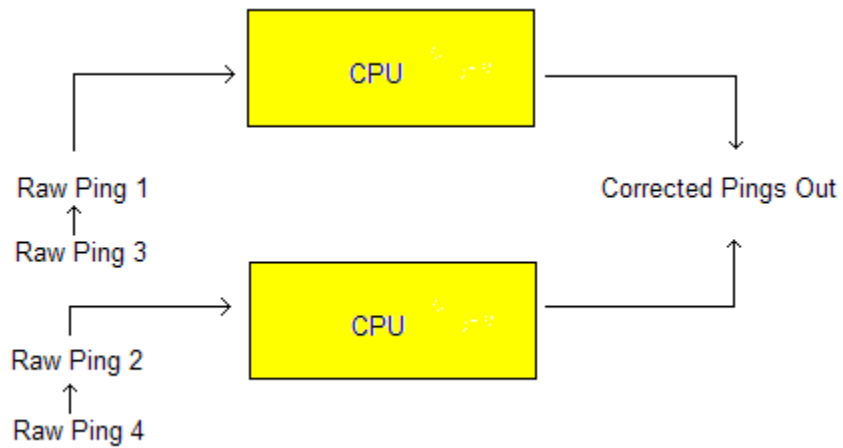 CPU
Raw Ping 1
Corrected Pings Out
Raw Ping 3
CPU
Raw Ping 2
Raw Ping 4